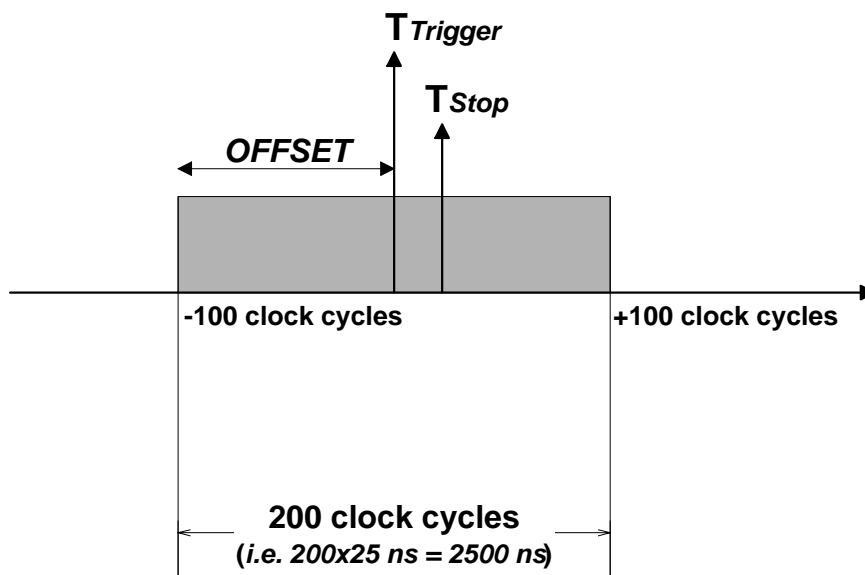 TTrigger
TStop
OFFSET
-100 clock cycles
+100 clock cycles
200 clock cycles
(i.e. 200x25 ns = 2500 ns)